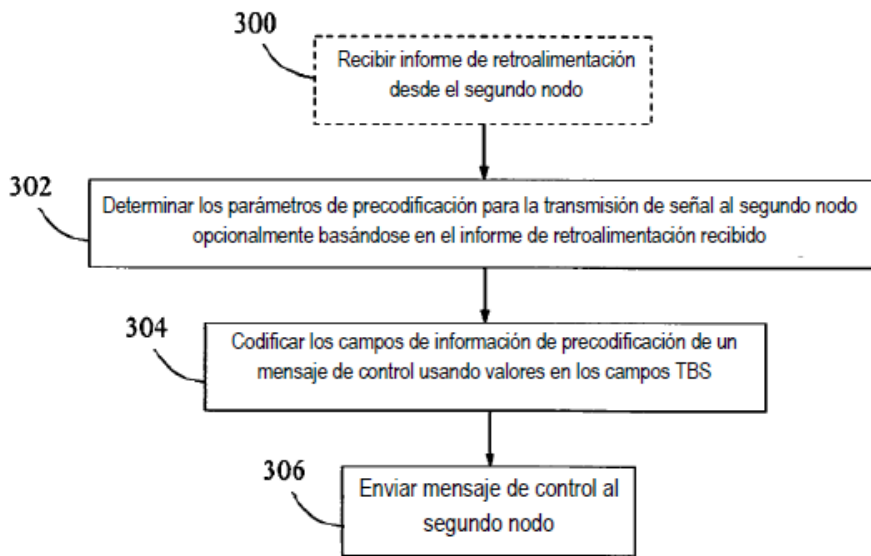 300
Recibir informe de retroalimentación
desde el segundo nodo
302
Determinar los parámetros de precodificación para la transmisión de señal al segundo nodo
opcionalmente basándose en el informe de retroalimentación recibido
304
Codificar los campos de información de precodificación de un
mensaje de control usando valores en los campos TBS
306
Enviar mensaje de control al
segundo nodo